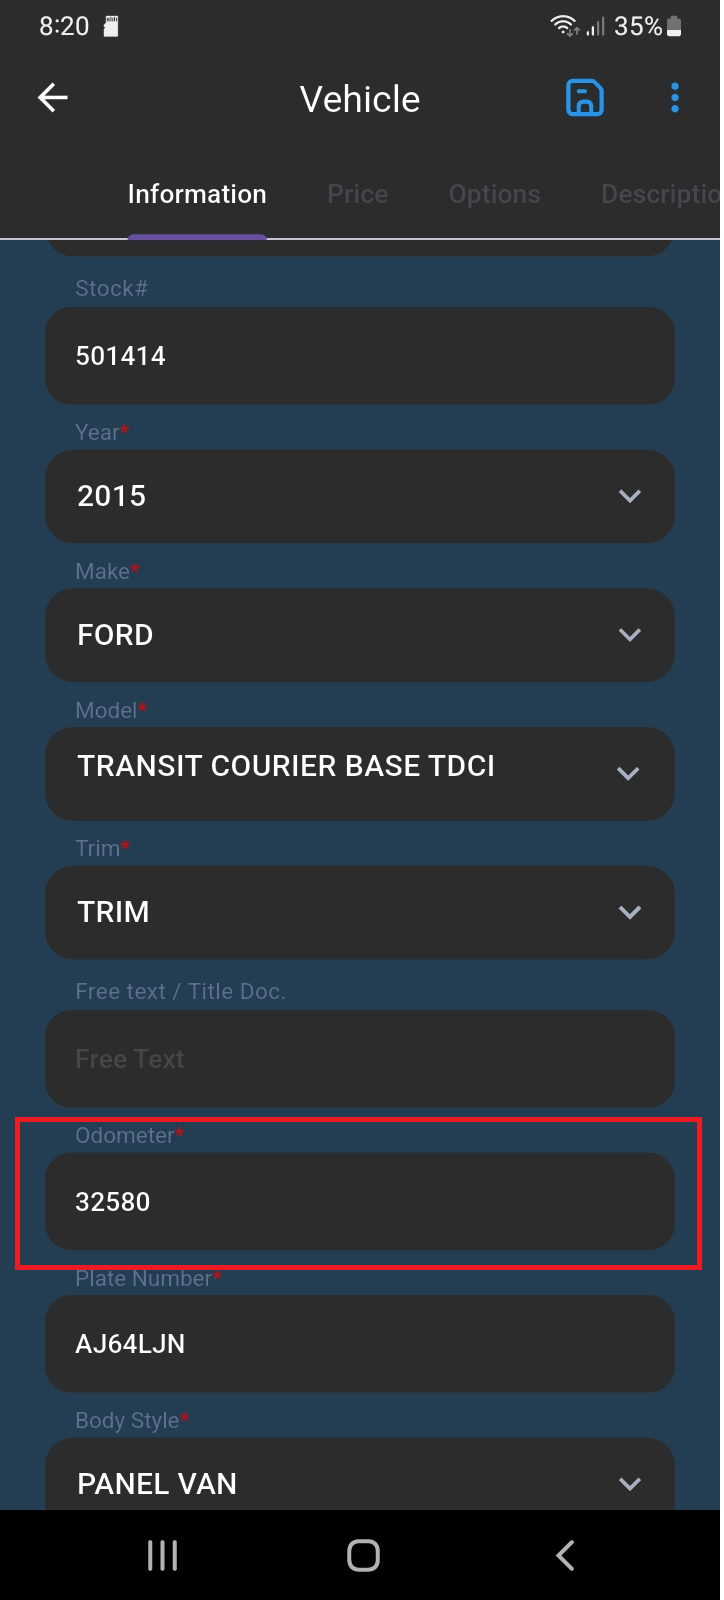 8:20 35%
Vehicle
Information Price Options Descriptio
Stock#
501414
Year*
2015
Make*
FORD
Model*
TRANSIT COURIER BASE TDCI
Trim*
TRIM
Free text / Title Doc.
Free Text
Odometer*
32580
Plate Number*
AJ64LJN
Body Style*
PANEL VAN